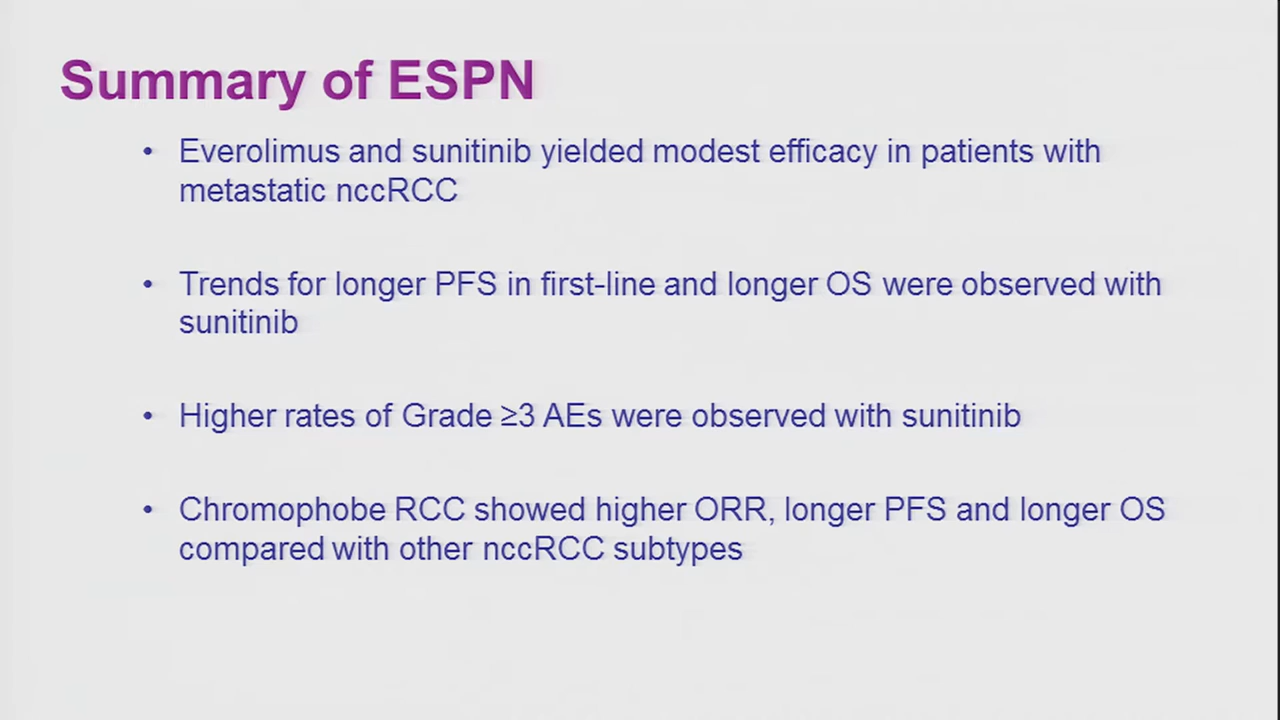 Summary of ESPN
• Everolimus and sunitinib yielded modest efficacy in patients with
metastatic nccRCC
• Trends for longer PFS in first-line and longer OS were observed with
sunitinib
• Higher rates of Grade ≥3 AEs were observed with sunitinib
• Chromophobe RCC showed higher ORR, longer PFS and longer OS
compared with other nccRCC subtypes